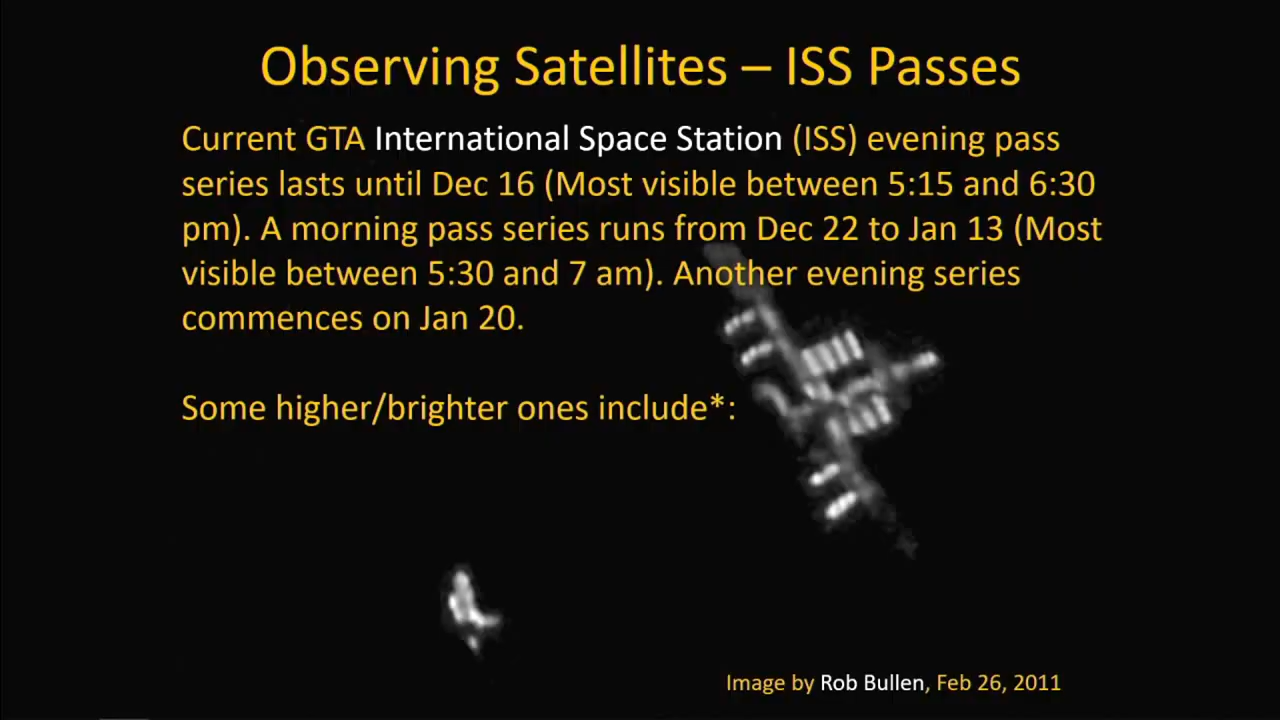 Observing Satellites – ISS Passes
Current GTA International Space Station (ISS) evening pass
series lasts until Dec 16 (Most visible between 5:15 and 6:30
pm). A morning pass series runs from Dec 22 to Jan 13 (Most
visible between 5:30 and 7 am). Another evening series
commences on Jan 20.
Some higher/brighter ones include*:
Image by Rob Bullen, Feb 26, 2011